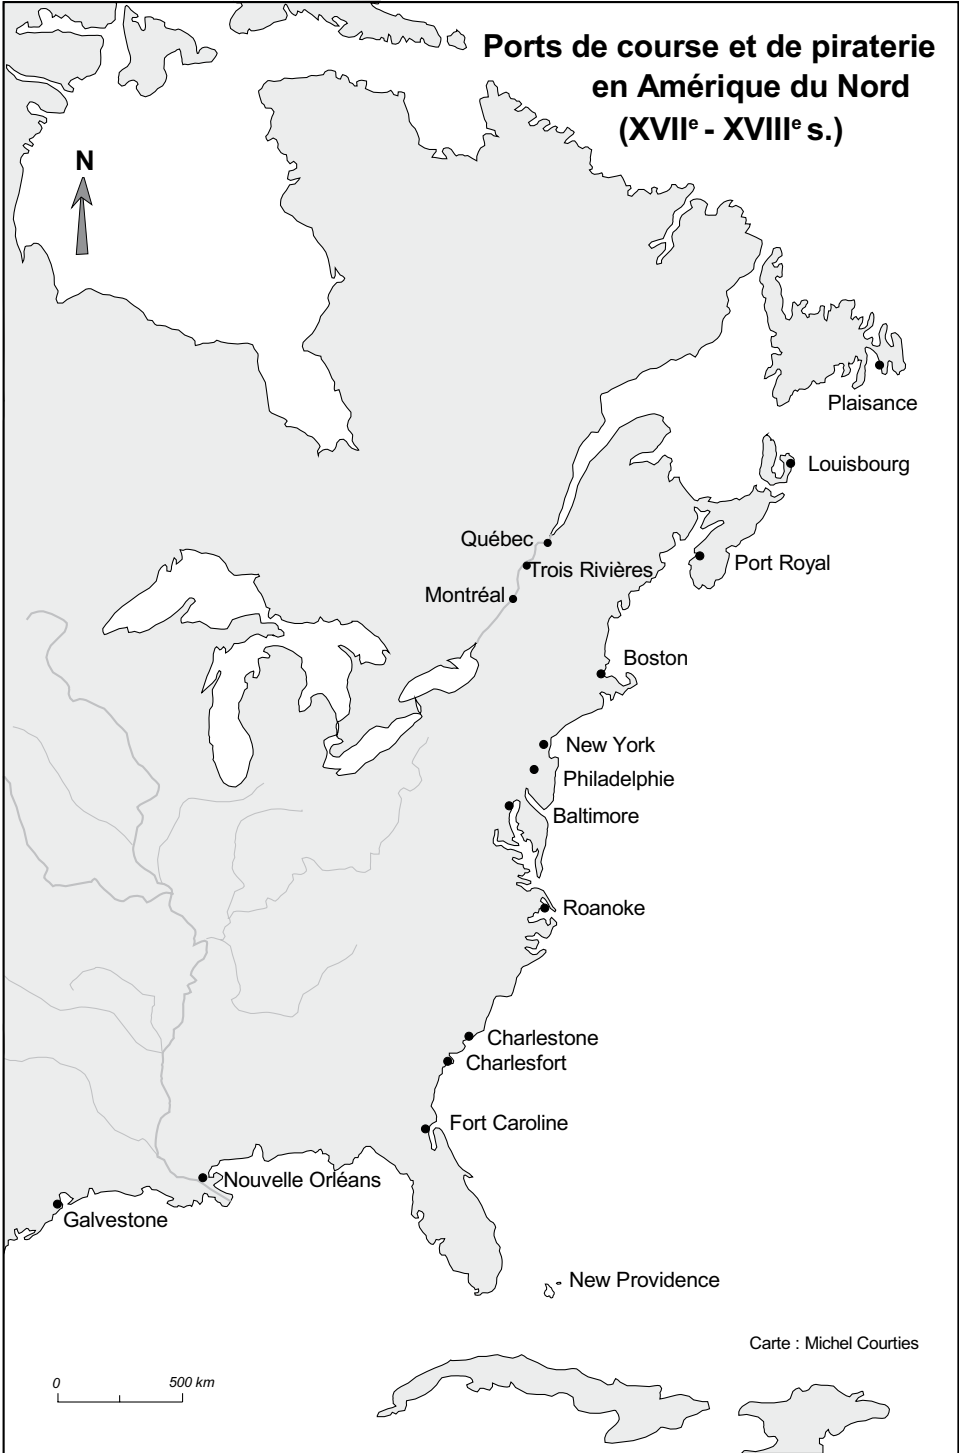 Ports de course et de piraterie
en Amérique du Nord
(XVIIe - XVIIIe s.)
N
Plaisance
Louisbourg
Québec
Trois Rivières
Port Royal
Montréal
Boston
New York
Philadelphie
Baltimore
Roanoke
Charlestone
Charlesfort
Fort Caroline
Nouvelle Orléans
Galvestone
New Providence
Carte : Michel Courties
0 500 km